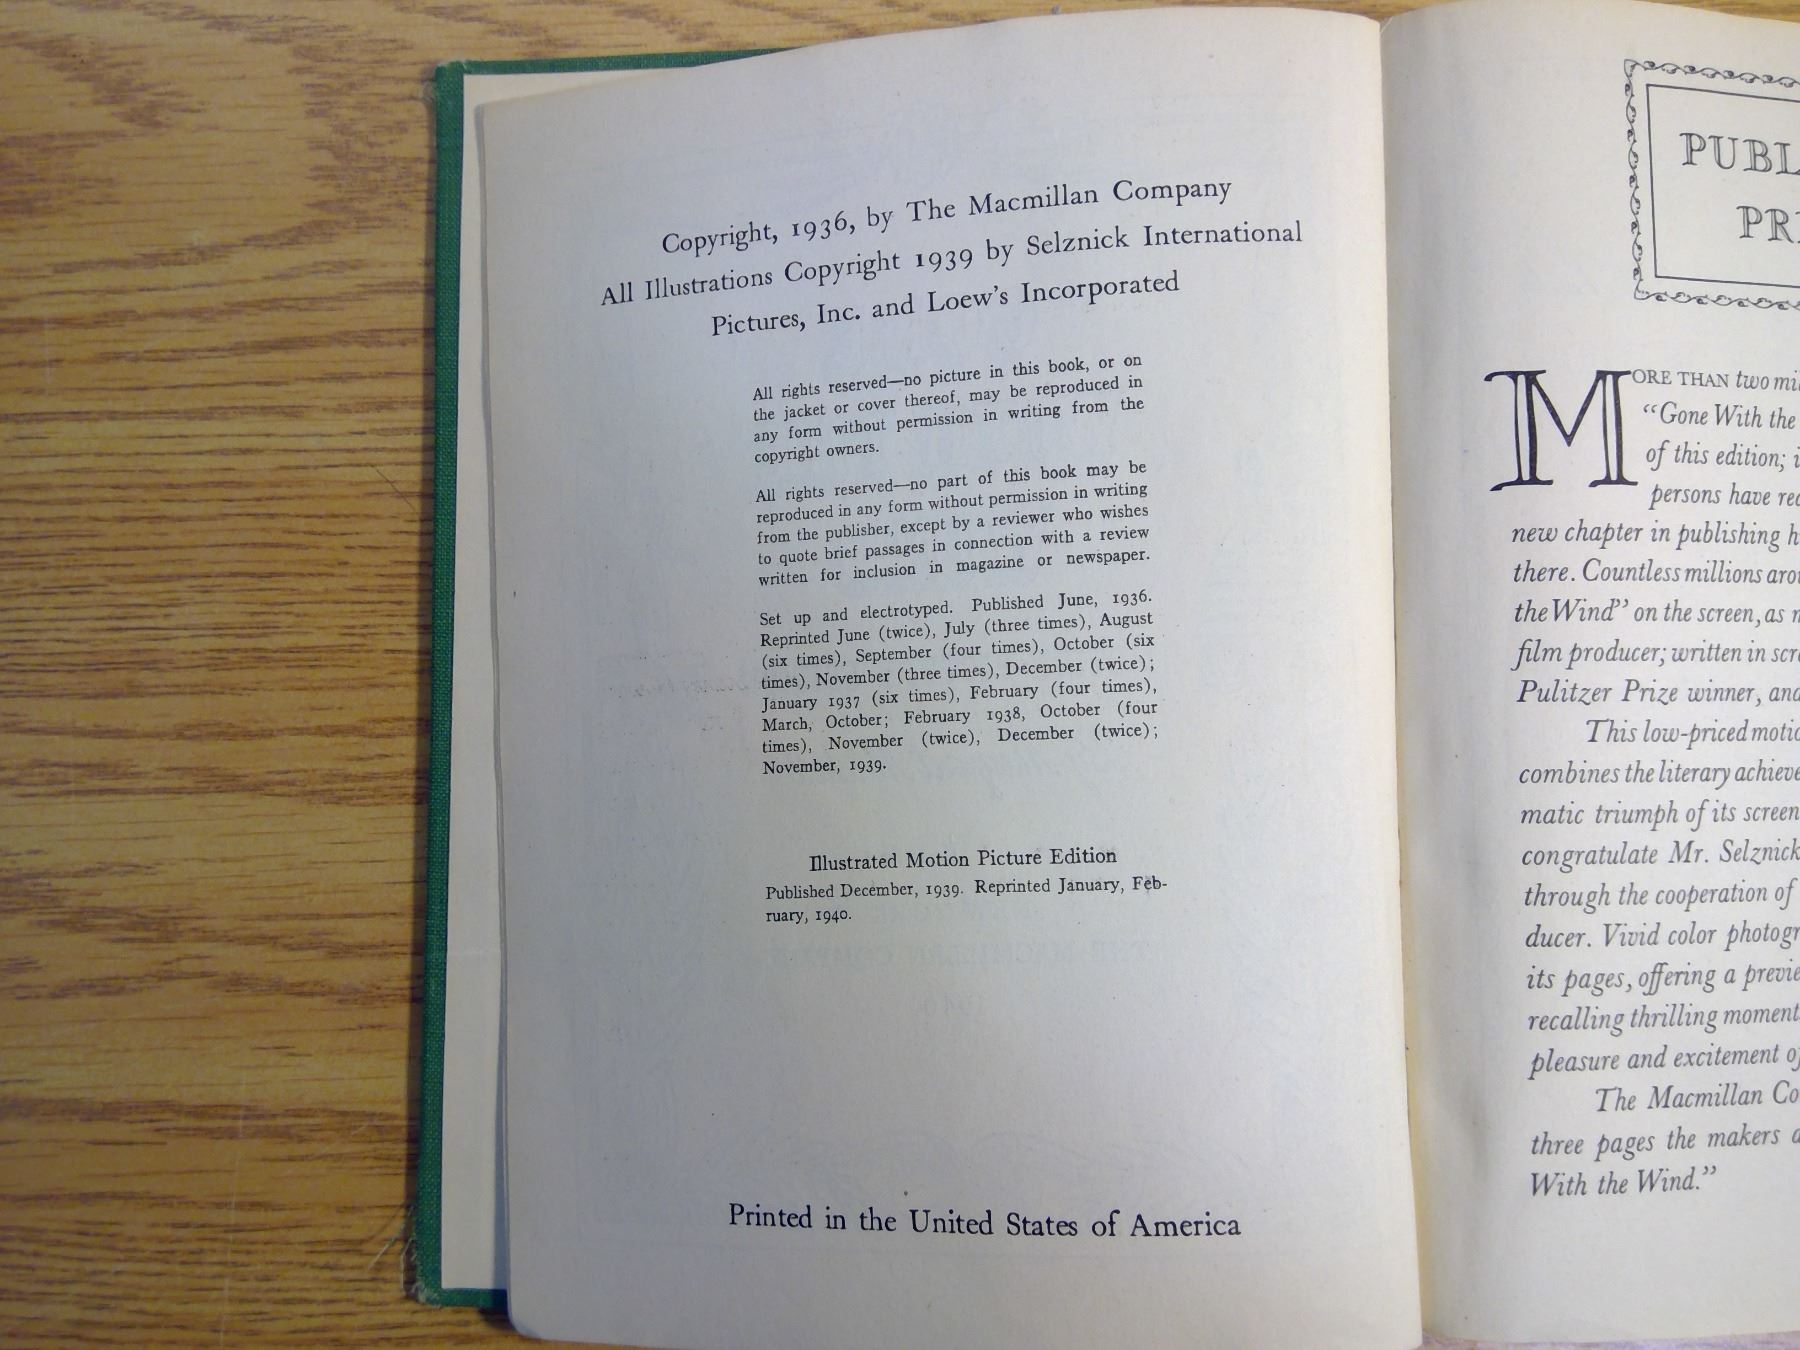 Copyright, 1936, by The Macmillan Company
All Illustrations Copyright 1939 by Selznick International
Pictures, Inc. and Loew's Incorporated
All rights reserved—no picture in this book, or on
the jacket or cover thereof, may be reproduced in
any form without permission in writing from the
copyright owners.
All rights reserved—no part of this book may be
reproduced in any form without permission in writing
from the publisher, except by a reviewer who wishes
to quote brief passages in connection with a review
written for inclusion in magazine or newspaper.
Set up and electrotyped. Published June, 1936.
Reprinted June (twice), July (three times), August
(six times), September (four times), October (six
times), November (three times), December (twice);
January 1937 (six times), February (four times),
March, October; February 1938, October (four
times), November (twice), December (twice);
November, 1939.
Illustrated Motion Picture Edition
Published December, 1939. Reprinted January, Feb-
ruary, 1940.
Printed in the United States of America
PUBL
PRI
MORE THAN two mil
"Gone With the
of this edition; i
persons have rea
new chapter in publishing h
there. Countless millions arou
the Wind" on the screen, as m
film producer; written in scr
Pulitzer Prize winner, and
This low-priced motio
combines the literary achieve
matic triumph of its screen
congratulate Mr. Selznick
through the cooperation of
ducer. Vivid color photogr
its pages, offering a previe
recalling thrilling moment
pleasure and excitement of
The Macmillan Co
three pages the makers a
With the Wind."